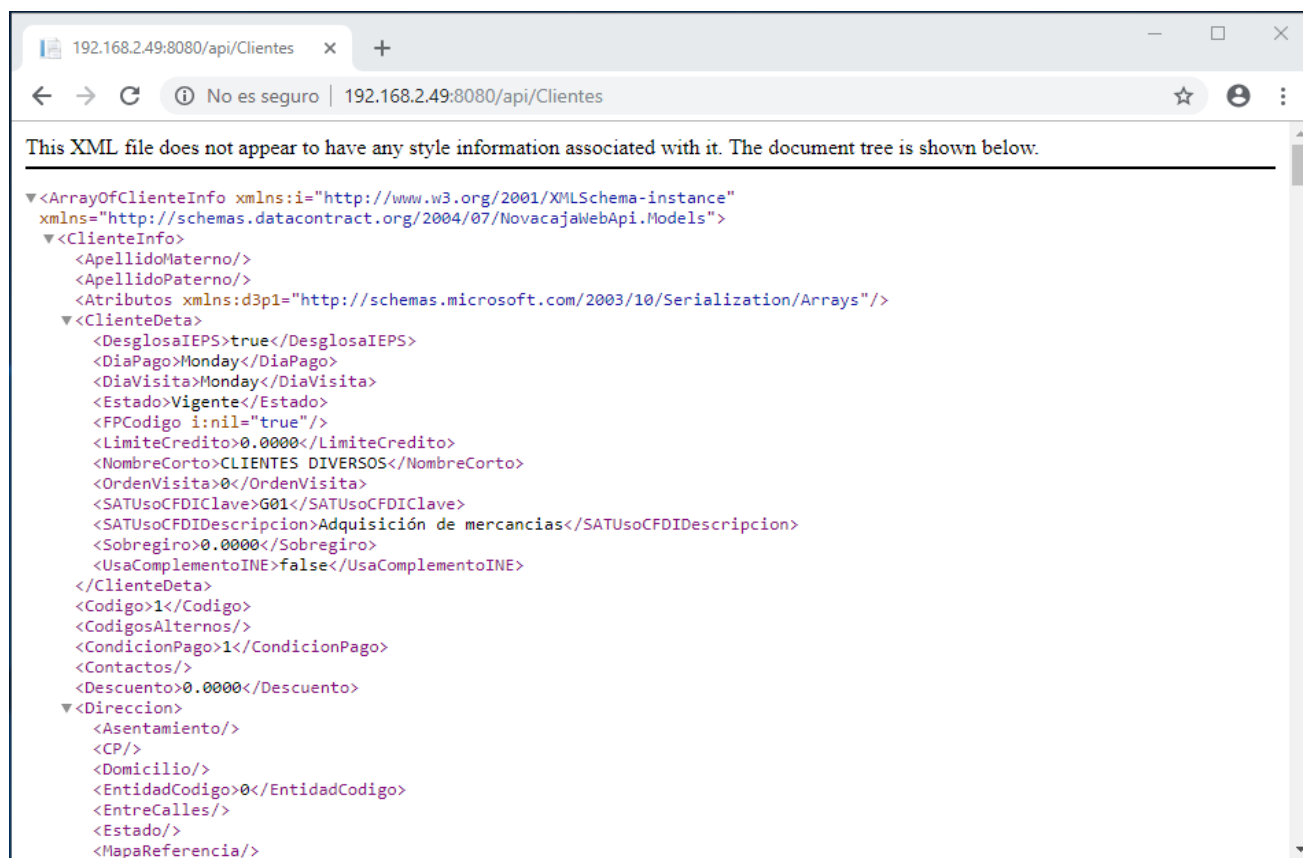 192.168.2.49:8080/api/Clientes
No es seguro | 192.168.2.49:8080/api/Clientes
This XML file does not appear to have any style information associated with it. The document tree is shown below.
▼<ArrayOfClienteInfo xmlns:i="http://www.w3.org/2001/XMLSchema-instance"
xmlns="http://schemas.datacontract.org/2004/07/NovacajaWebApi.Models">
▼<ClienteInfo>
<ApellidoMaterno/>
<ApellidoPaterno/>
<Atributos xmlns:d3p1="http://schemas.microsoft.com/2003/10/Serialization/Arrays"/>
▼<ClienteDeta>
<DesglosaIEPS>true</DesglosaIEPS>
<DiaPago>Monday</DiaPago>
<DiaVisita>Monday</DiaVisita>
<Estado>Vigente</Estado>
<FPCodigo i:nil="true"/>
<LimiteCredito>0.0000</LimiteCredito>
<NombreCorto>CLIENTES DIVERSOS</NombreCorto>
<OrdenVisita>0</OrdenVisita>
<SATUsoCFDIClave>G01</SATUsoCFDIClave>
<SATUsoCFDIDescripcion>Adquisición de mercancias</SATUsoCFDIDescripcion>
<Sobregiro>0.0000</Sobregiro>
<UsaComplementoINE>false</UsaComplementoINE>
</ClienteDeta>
<Codigo>1</Codigo>
<CodigosAlternos/>
<CondicionPago>1</CondicionPago>
<Contactos/>
<Descuento>0.0000</Descuento>
▼<Direccion>
<Asentamiento/>
<CP/>
<Domicilio/>
<EntidadCodigo>0</EntidadCodigo>
<EntreCalles/>
<Estado/>
<MapaReferencia/>